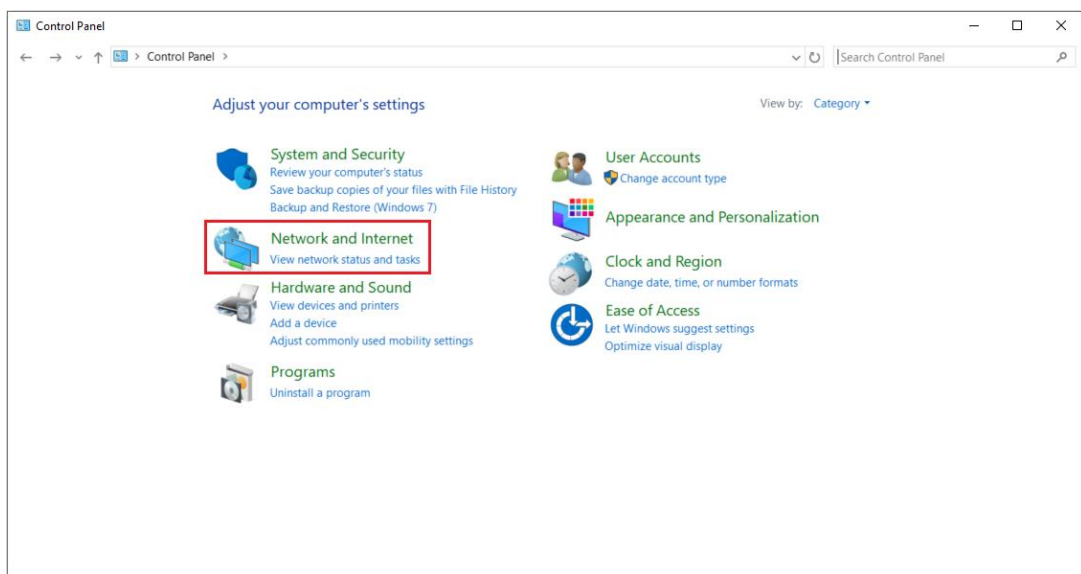 Control Panel
Control Panel
Search Control Panel
Adjust your computer's settings
View by: Category
System and Security
Review your computer's status
Save backup copies of your files with File History
Backup and Restore (Windows 7)
Network and Internet
View network status and tasks
Hardware and Sound
View devices and printers
Add a device
Adjust commonly used mobility settings
Programs
Uninstall a program
User Accounts
Change account type
Appearance and Personalization
Clock and Region
Change date, time, or number formats
Ease of Access
Let Windows suggest settings
Optimize visual display